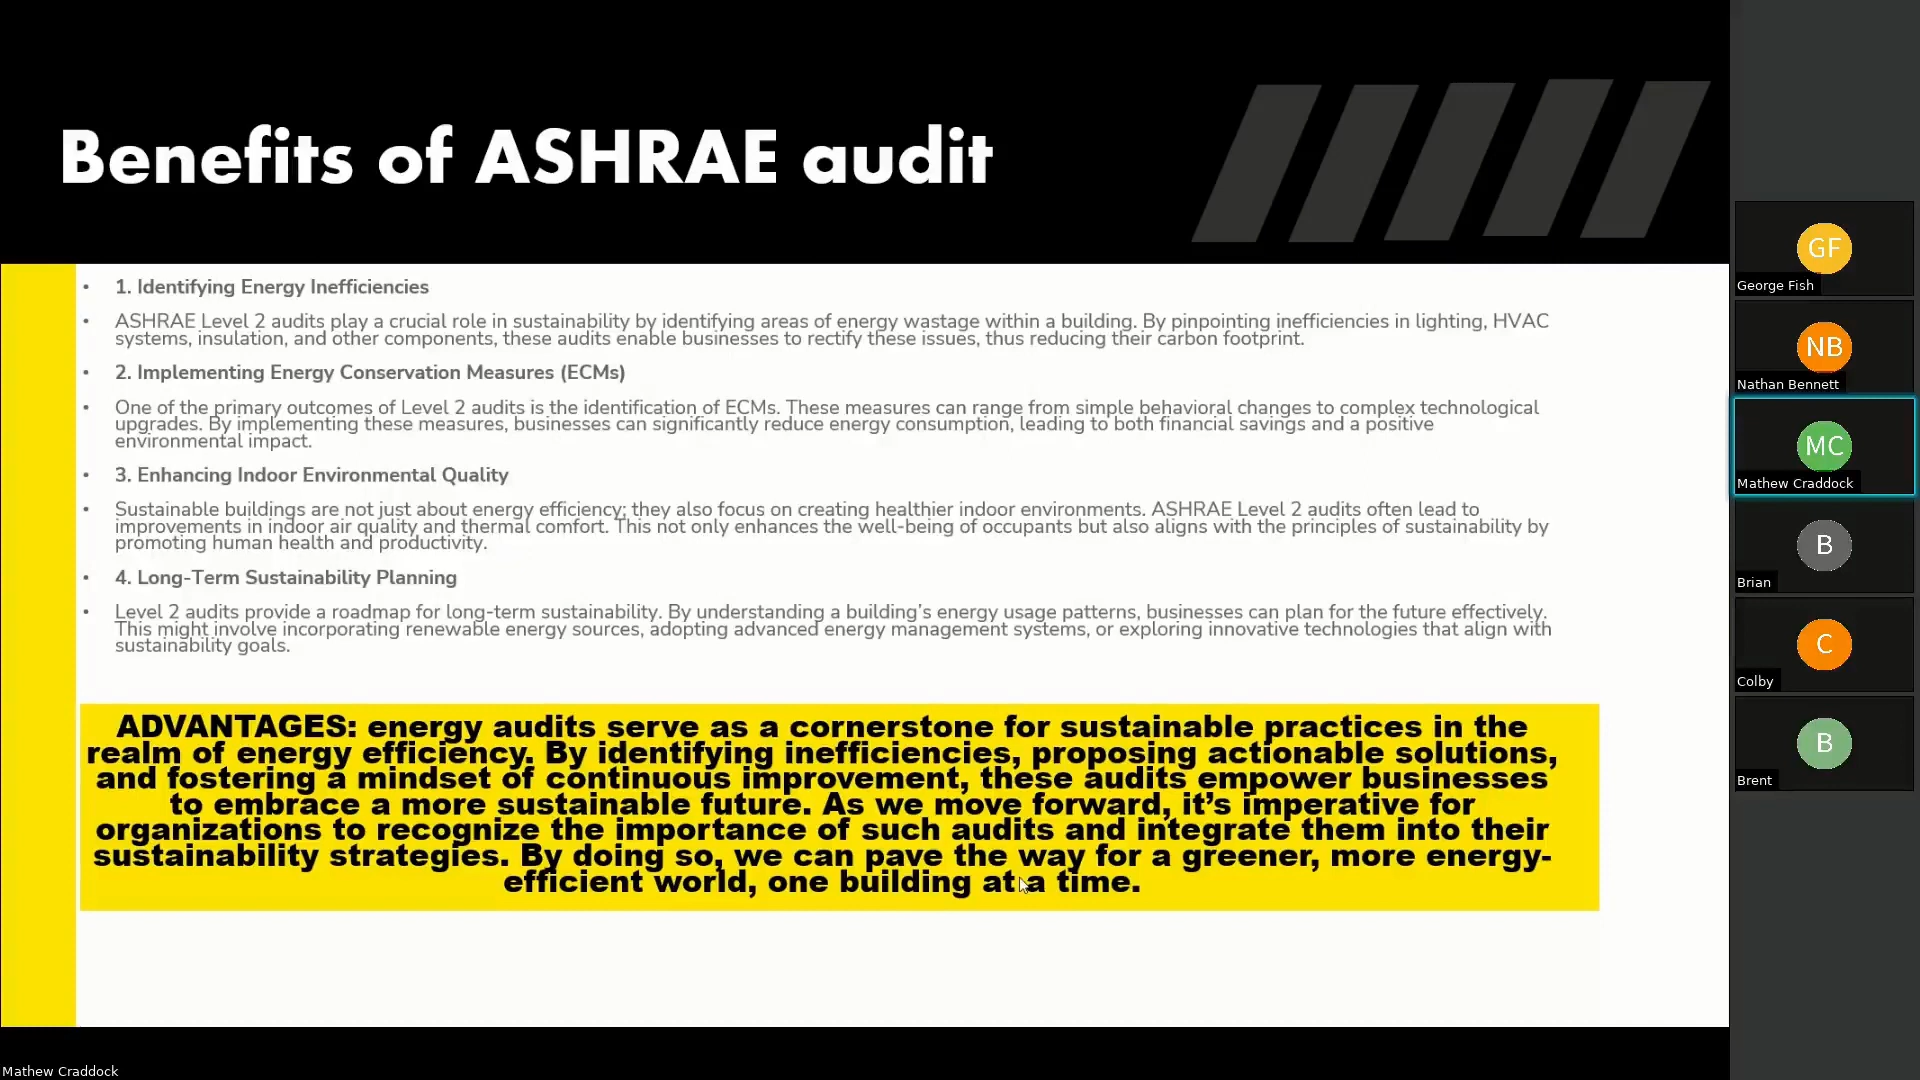 Benefits of ASHRAE audit
• 1. Identifying Energy Inefficiencies
• ASHRAE Level 2 audits play a crucial role in sustainability by identifying areas of energy wastage within a building. By pinpointing inefficiencies in lighting, HVAC
systems, insulation, and other components, these audits enable businesses to rectify these issues, thus reducing their carbon footprint.
• 2. Implementing Energy Conservation Measures (ECMs)
• One of the primary outcomes of Level 2 audits is the identification of ECMs. These measures can range from simple behavioral changes to complex technological
upgrades. By implementing these measures, businesses can significantly reduce energy consumption, leading to both financial savings and a positive
environmental impact.
• 3. Enhancing Indoor Environmental Quality
• Sustainable buildings are not just about energy efficiency; they also focus on creating healthier indoor environments. ASHRAE Level 2 audits often lead to
improvements in indoor air quality and thermal comfort. This not only enhances the well-being of occupants but also aligns with the principles of sustainability by
promoting human health and productivity.
• 4. Long-Term Sustainability Planning
• Level 2 audits provide a roadmap for long-term sustainability. By understanding a building's energy usage patterns, businesses can plan for the future effectively.
This might involve incorporating renewable energy sources, adopting advanced energy management systems, or exploring innovative technologies that align with
sustainability goals.
ADVANTAGES: energy audits serve as a cornerstone for sustainable practices in the
realm of energy efficiency. By identifying inefficiencies, proposing actionable solutions,
and fostering a mindset of continuous improvement, these audits empower businesses
to embrace a more sustainable future. As we move forward, it's imperative for
organizations to recognize the importance of such audits and integrate them into their
sustainability strategies. By doing so, we can pave the way for a greener, more energy-
efficient world, one building at a time.
Mathew Craddock
GF
George Fish
NB
Nathan Bennett
MC
Mathew Craddock
B
Brian
C
Colby
B
Brent